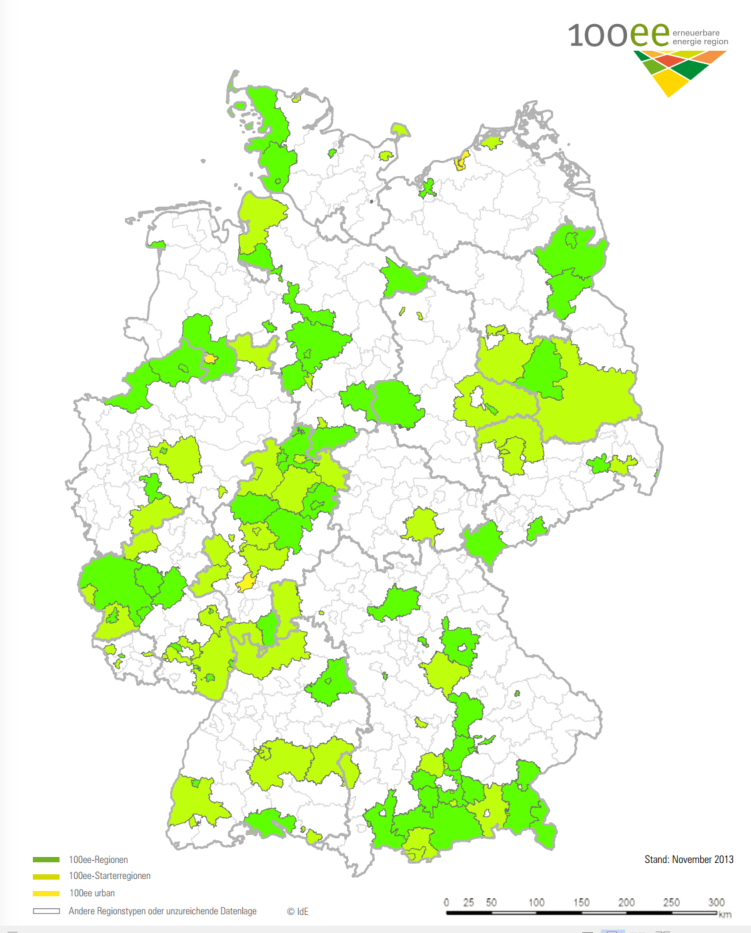 100ee erneuerbare
energie region
100ee-Regionen
100ee-Starterregionen
100ee urban
Andere Regionstypen oder unzureichende Datenlage
© IdE
Stand: November 2013
0 25 50 100 150 200 250 300
km